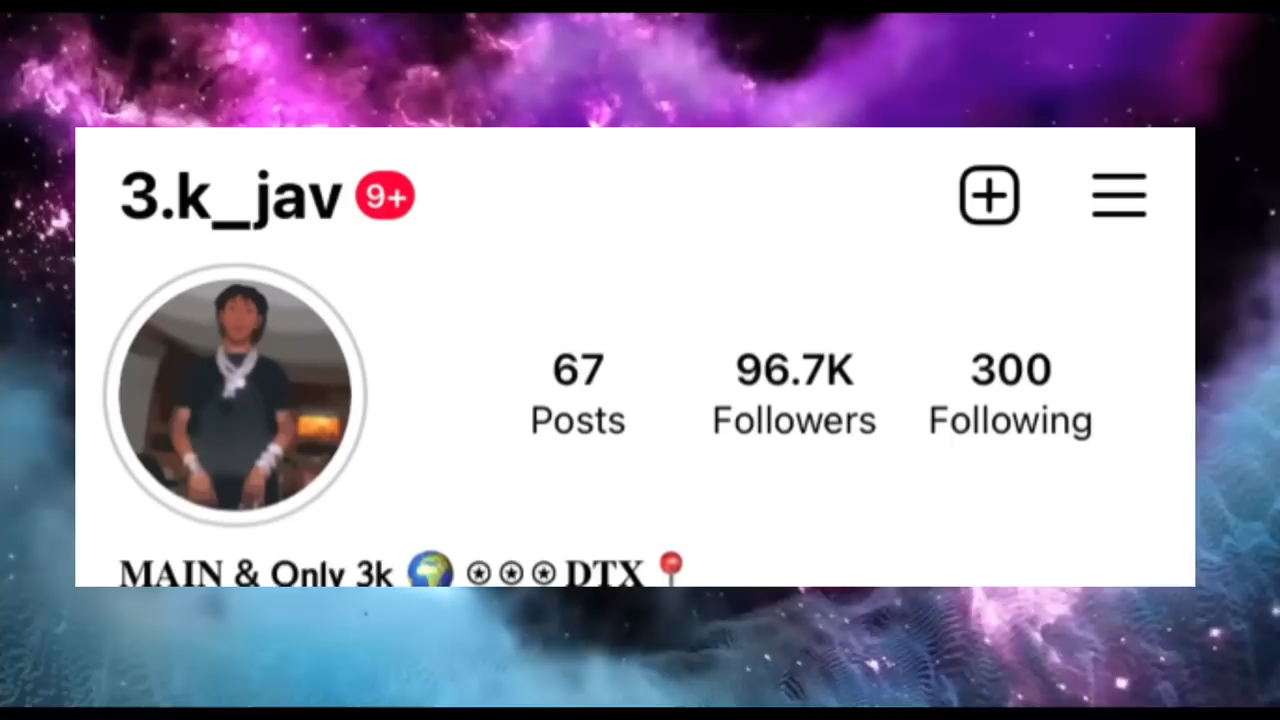 3.k_jav 9+
67 96.7K 300
Posts Followers Following
MAIN & Only 3k 🌍 ⍟⍟⍟ DTX 📍